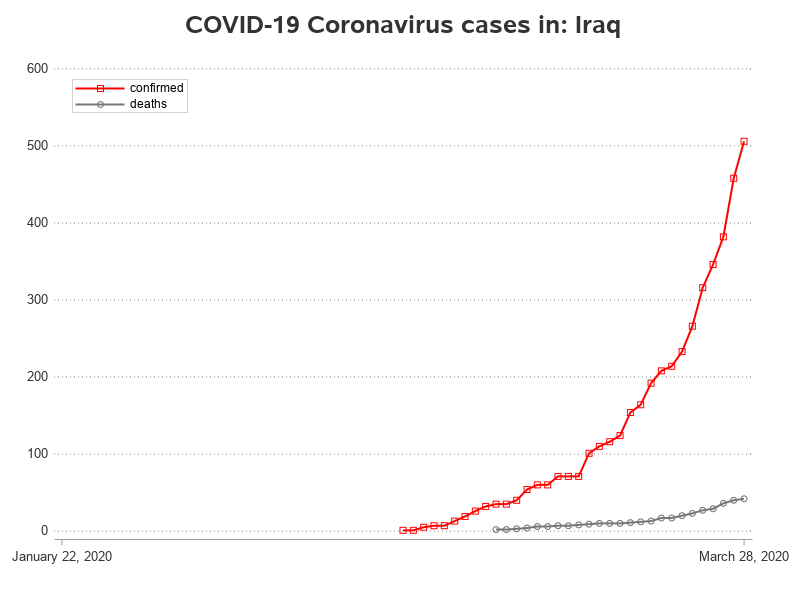 COVID-19 Coronavirus cases in: Iraq
600
confirmed
deaths
500
400
300
200
100
0
January 22, 2020
March 28, 2020